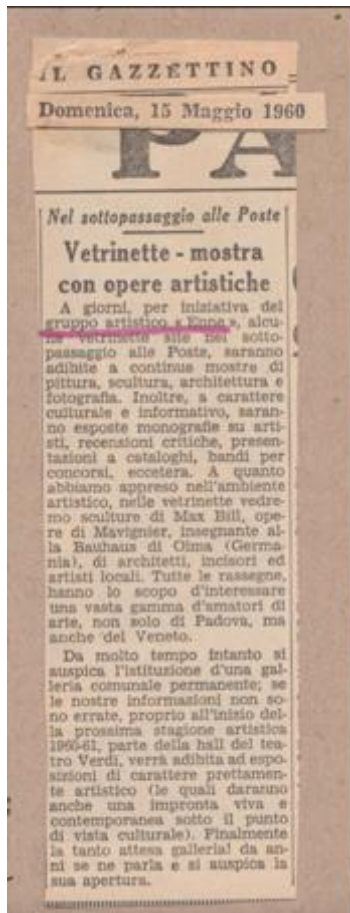 IL GAZZETTINO
Domenica, 15 Maggio 1960
PA
Nel sottopassaggio alle Poste
Vetrinette - mostra
con opere artistiche
A giorni, per iniziativa del
gruppo artistico « Enne », alcu-
ne vetrinette site nel sotto-
passaggio alle Poste, saranno
adibite a continue mostre di
pittura, scultura, architettura e
fotografia. Inoltre, a carattere
culturale e informativo, saran-
no esposte monografie su arti-
sti, recensioni critiche, presen-
tazioni a cataloghi, bandi per
concorsi, eccetera. A quanto
abbiamo appreso nell'ambiente
artistico, nelle vetrinette vedre-
mo sculture di Max Bill, ope-
re di Mavignier, insegnante al-
la Bauhaus di Olma (Germa-
nia), di architetti, incisori ed
artisti locali. Tutte le rassegne,
hanno lo scopo d'interessare
una vasta gamma d'amatori di
arte, non solo di Padova, ma
anche del Veneto.
Da molto tempo intanto si
auspica l'istituzione d'una gal-
leria comunale permanente; se
le nostre informazioni non so-
no errate, proprio all'inizio del-
la prossima stagione artistica
1960-61, parte della hall del tea-
tro Verdi, verrà adibita ad espo-
sizioni di carattere prettamen-
te artistico (le quali daranno
anche una impronta viva e
contemporanea sotto il punto
di vista culturale). Finalmente
la tanto attesa galleria! da an-
ni se ne parla e si auspica la
sua apertura.